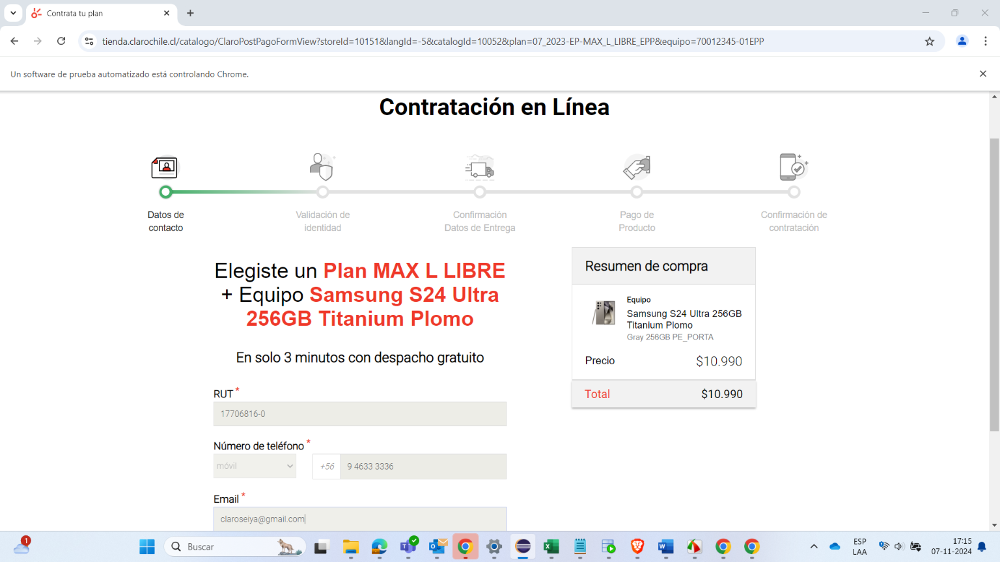 Contrata tu plan
tienda.clarochile.cl/catalogo/ClaroPostPagoFormView?storeId=10151&langId=-5&catalogId=10052&plan=07_2023-EP-MAX_L_LIBRE_EPP&equipo=70012345-01EPP
Un software de prueba automatizado está controlando Chrome.
Contratación en Línea
Datos de
contacto
Validación de
identidad
Confirmación
Datos de Entrega
Pago de
Producto
Confirmación de
contratación
Elegiste un Plan MAX L LIBRE
+ Equipo Samsung S24 Ultra
256GB Titanium Plomo
En solo 3 minutos con despacho gratuito
RUT *
17706816-0
Número de teléfono *
móvil
+56
9 4633 3336
Email *
claroseiya@gmail.com
Resumen de compra
Equipo
Samsung S24 Ultra 256GB
Titanium Plomo
Gray 256GB PE_PORTA
Precio $10.990
Total $10.990
1
Buscar
ESP
LAA
17:15
07-11-2024